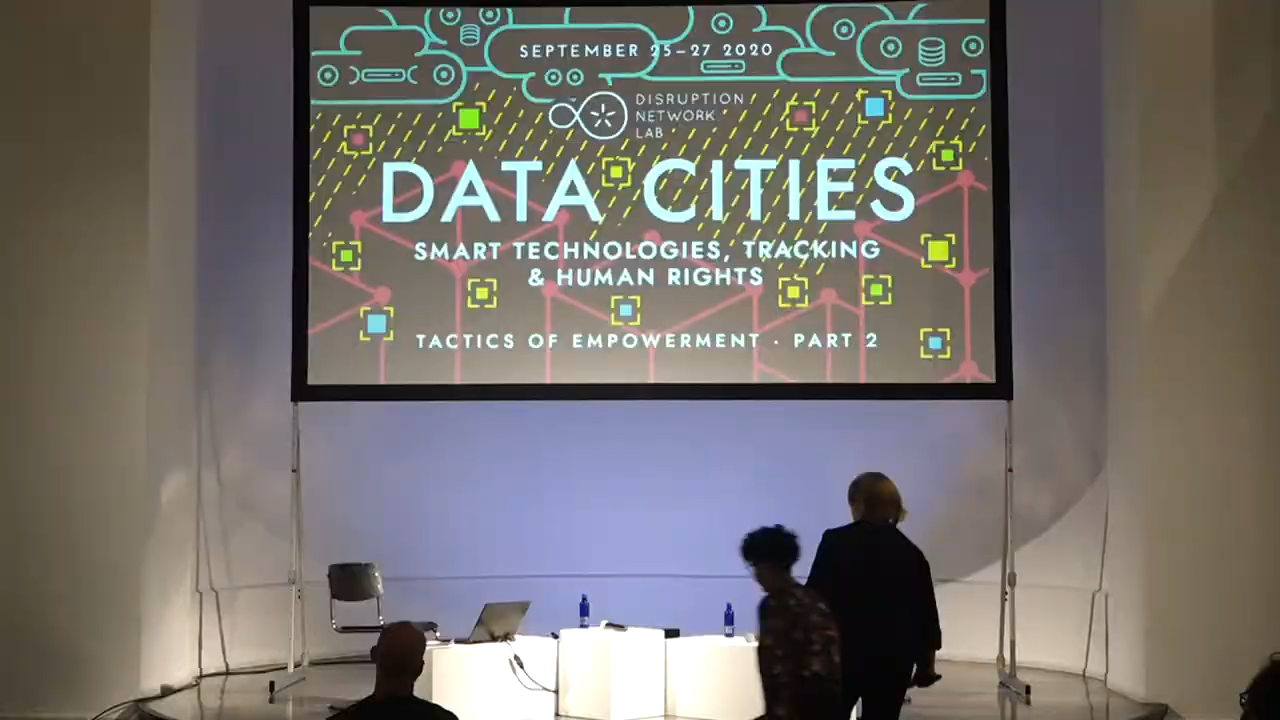 SEPTEMBER 25–27 2020
DISRUPTION
NETWORK
LAB
DATA CITIES
SMART TECHNOLOGIES, TRACKING
& HUMAN RIGHTS
TACTICS OF EMPOWERMENT · PART 2